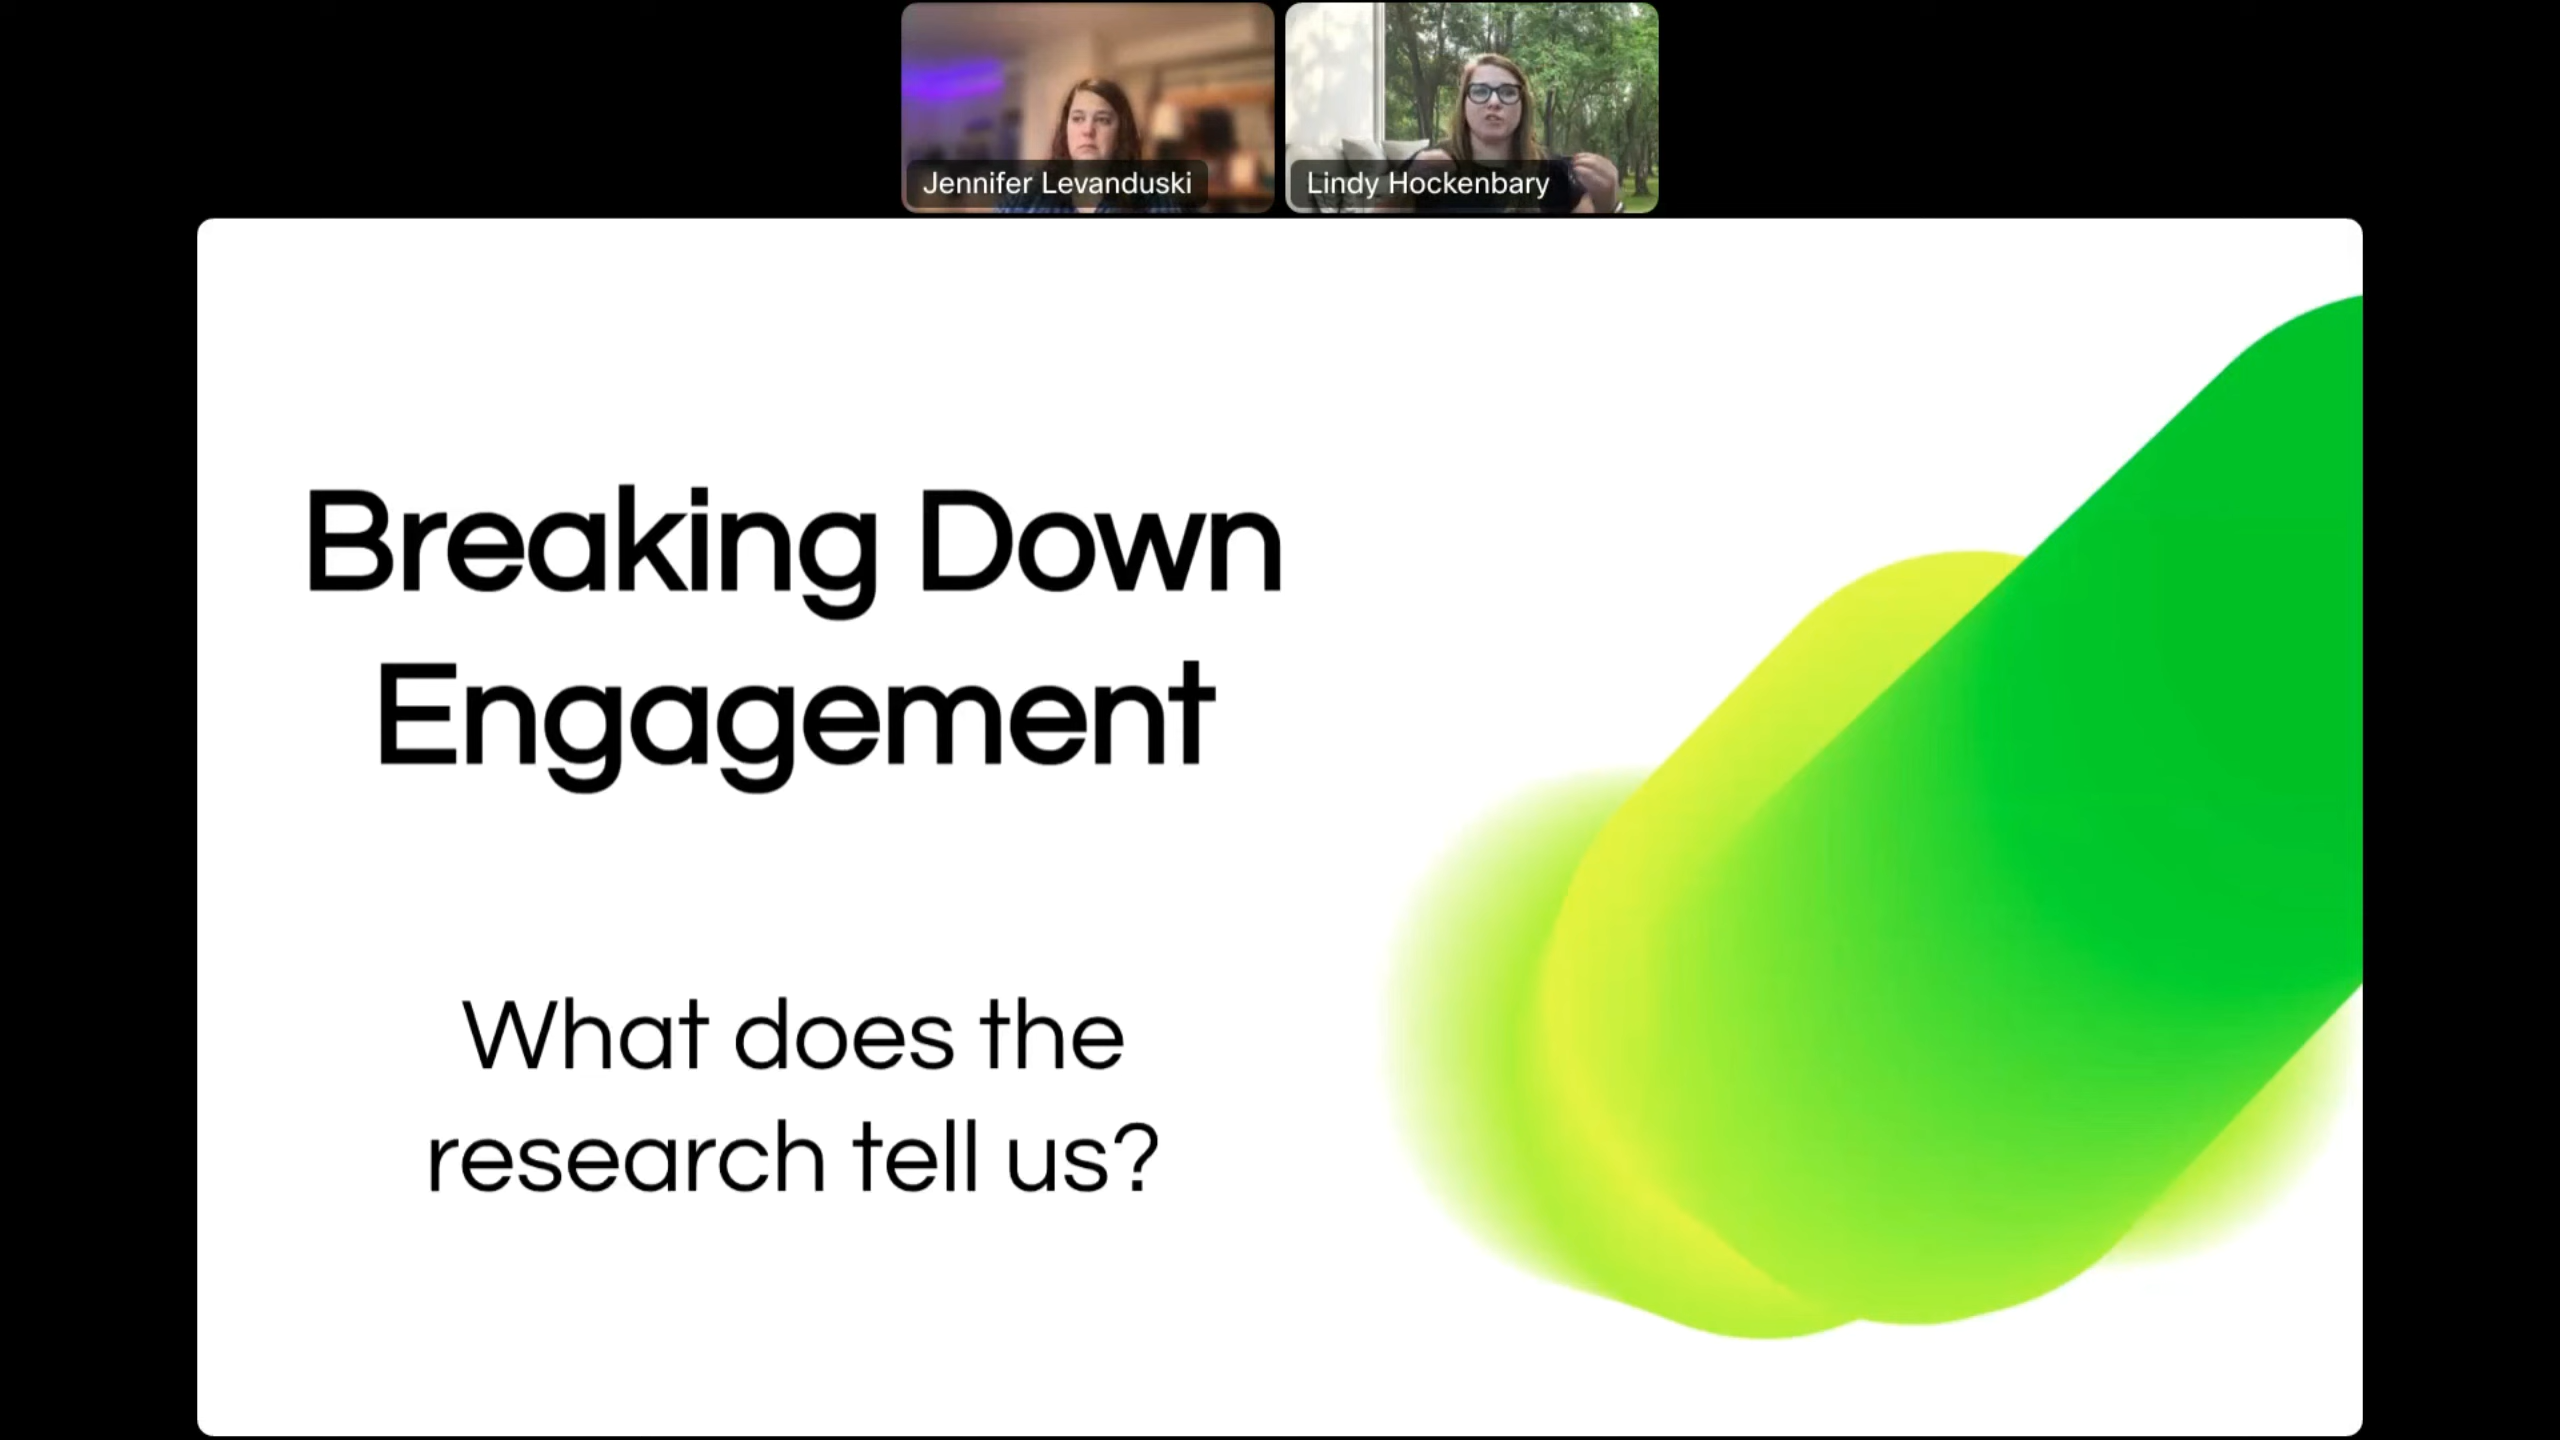 Jennifer Levanduski
Lindy Hockenbary
Breaking Down
Engagement
What does the
research tell us?